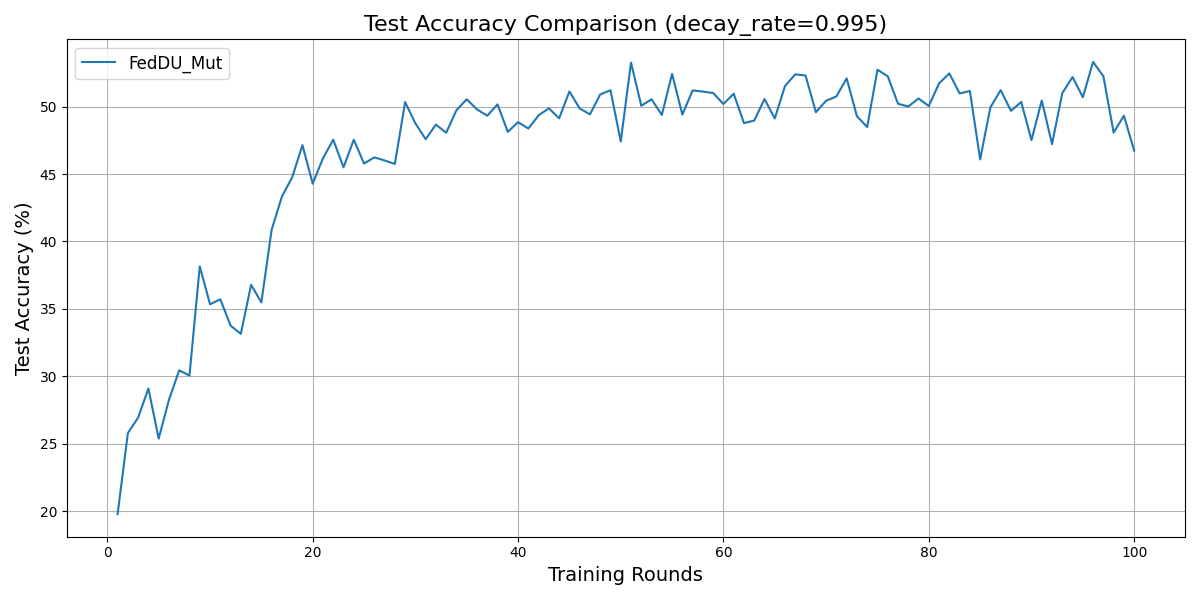 Test Accuracy Comparison (decay_rate=0.995)
FedDU_Mut
Test Accuracy (%)
50
45
40
35
30
25
20
0 20 40 60 80 100
Training Rounds